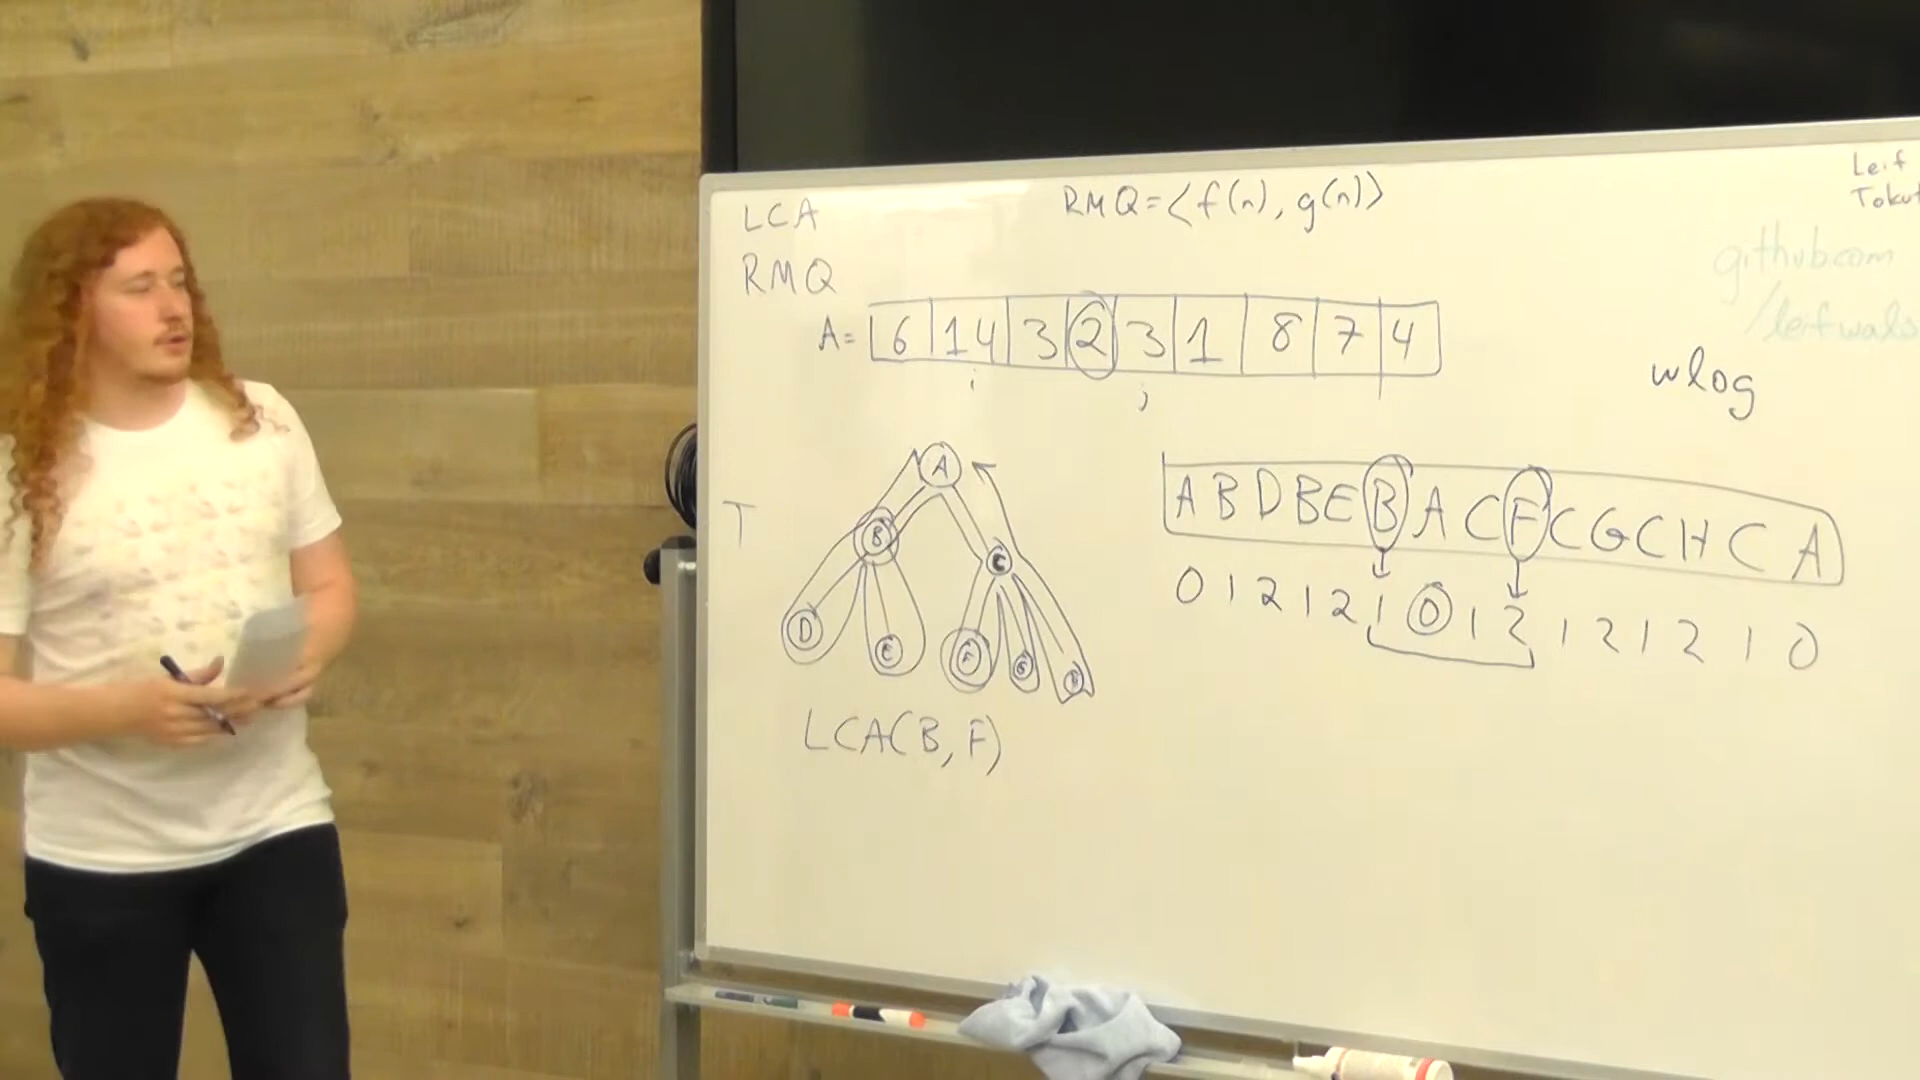 LCA
RMQ=<f(n), g(n)>
Leif
RMQ
github.com
A= 6 14 3 2 3 1 8 7 4
i j
wlog
T
A
B C
D E F G H
A B D B E B A C F C G C H C A
0 1 2 1 2 1 0 1 2 1 2 1 2 1 0
LCA(B, F)